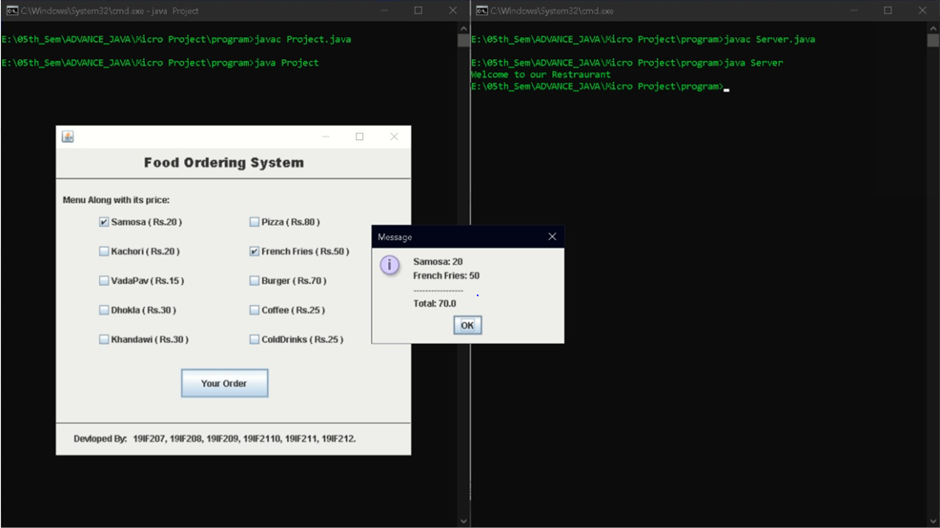 C:\Windows\System32\cmd.exe - java Project
E:\05th_Sem\ADVANCE_JAVA\Micro Project\program>javac Project.java
E:\05th_Sem\ADVANCE_JAVA\Micro Project\program>java Project
Food Ordering System
Menu Along with its price:
Samosa ( Rs.20 )
Pizza ( Rs.80 )
Kachori ( Rs.20 )
French Fries ( Rs.50 )
VadaPav ( Rs.15 )
Burger ( Rs.70 )
Dhokla ( Rs.30 )
Coffee ( Rs.25 )
Khandawi ( Rs.30 )
ColdDrinks ( Rs.25 )
Your Order
Devloped By: 19IF207, 19IF208, 19IF209, 19IF2110, 19IF211, 19IF212.
Message
Samosa: 20
French Fries: 50
-----------------
Total: 70.0
OK
C:\Windows\System32\cmd.exe
E:\05th_Sem\ADVANCE_JAVA\Micro Project\program>javac Server.java
E:\05th_Sem\ADVANCE_JAVA\Micro Project\program>java Server
Welcome to our Restraurant
E:\05th_Sem\ADVANCE_JAVA\Micro Project\program>